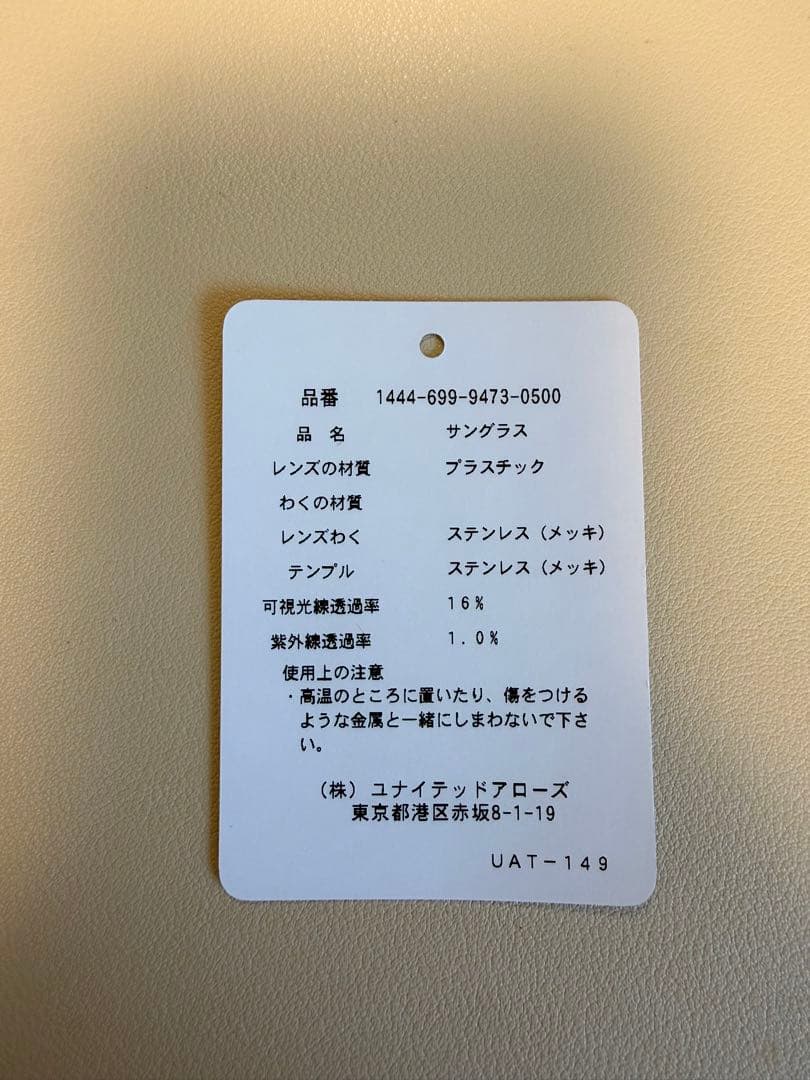 品番 1444-699-9473-0500
品 名 サングラス
レンズの材質 プラスチック
わくの材質
レンズわく ステンレス（メッキ）
テンプル ステンレス（メッキ）
可視光線透過率 16%
紫外線透過率 1.0%
使用上の注意
・高温のところに置いたり、傷をつける
ような金属と一緒にしまわないで下さ
い。
（株）ユナイテッドアローズ
東京都港区赤坂8-1-19
UAT-149